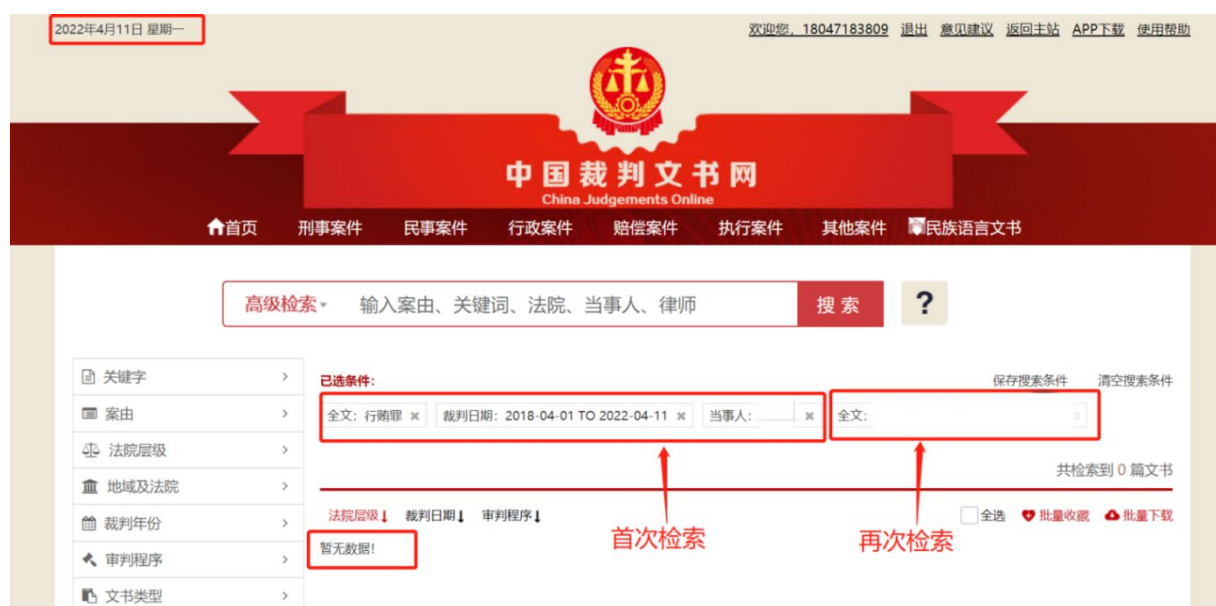 2022年4月11日 星期一
欢迎您，18047183809 退出 意见建议 返回主站 APP下载 使用帮助
中国裁判文书网
China Judgements Online
首页 刑事案件 民事案件 行政案件 赔偿案件 执行案件 其他案件 民族语言文书
高级检索 输入案由、关键词、法院、当事人、律师 搜索 ?
关键字
案由
法院层级
地域及法院
裁判年份
审判程序
文书类型
已选条件：
保存搜索条件 清空搜索条件
全文：行贿罪 × 裁判日期：2018-04-01 TO 2022-04-11 × 当事人： × 全文：
共检索到 0 篇文书
法院层级 裁判日期 审判程序
全选 批量收藏 批量下载
暂无数据!
首次检索
再次检索